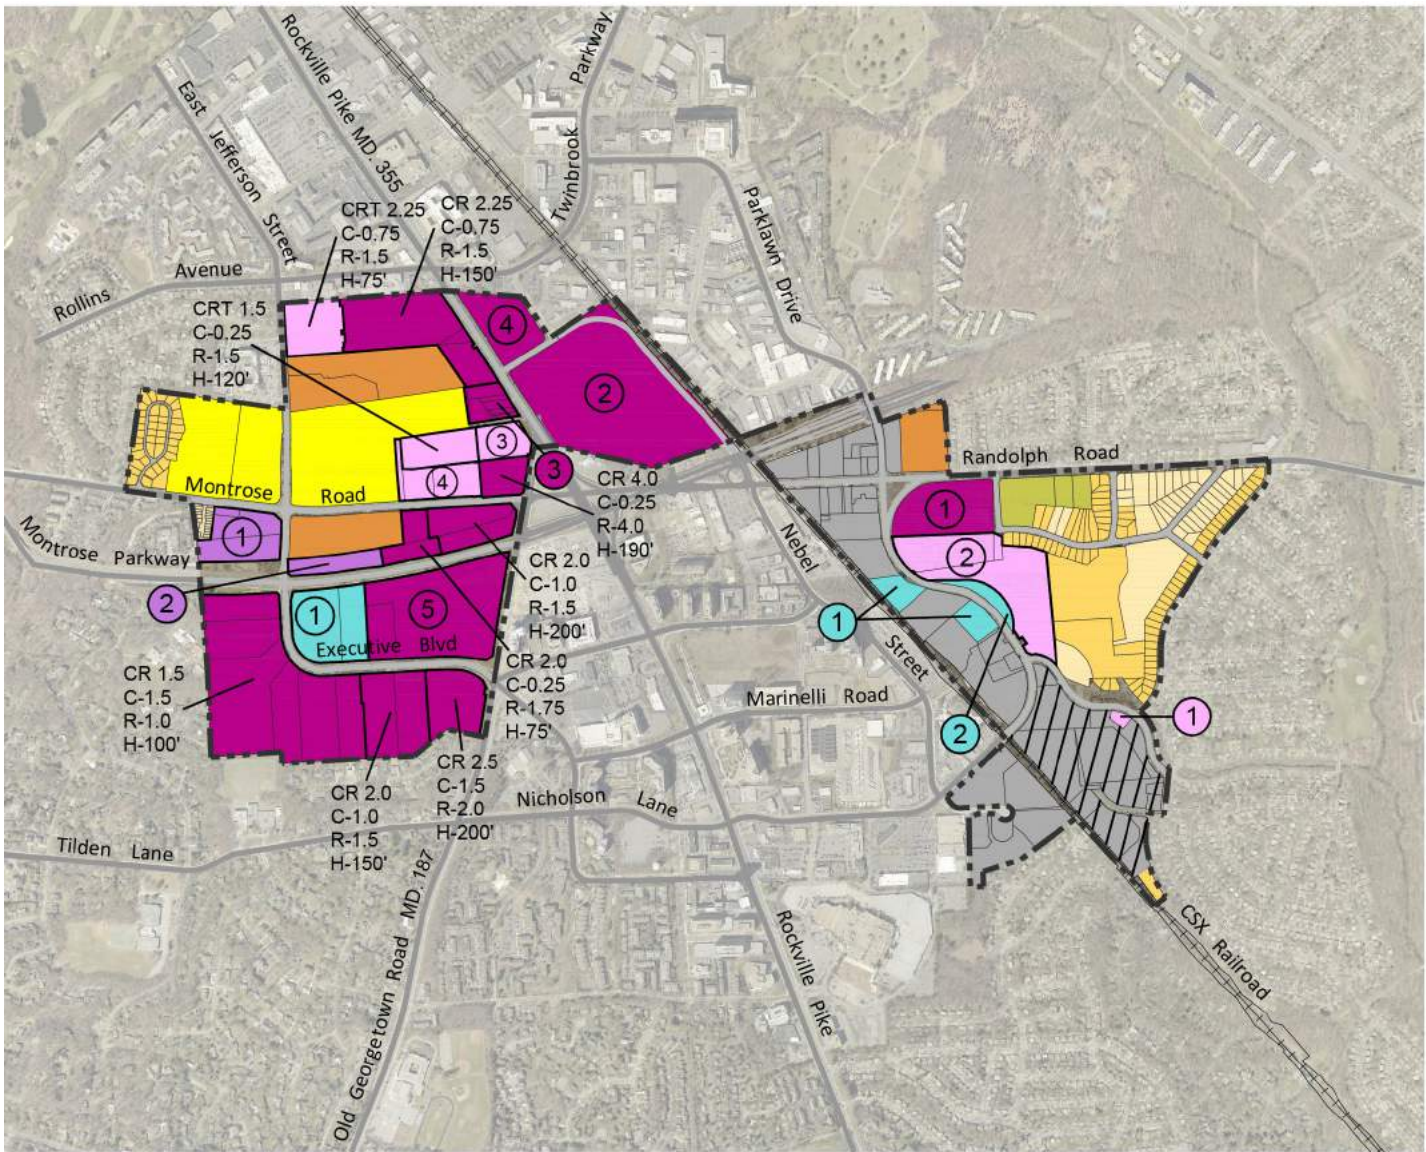 Rockville Pike MD. 355
Twinbrook Parkway
East Jefferson Street
Parklawn Drive
Rollins Avenue
CRT 2.25
C-0.75
R-1.5
H-75'
CR 2.25
C-0.75
R-1.5
H-150'
CRT 1.5
C-0.25
R-1.5
H-120'
4
2
3
3
4
Montrose Road
CR 4.0
C-0.25
R-4.0
H-190'
Randolph Road
1
1
2
Montrose Parkway
2
1
5
Executive Blvd
CR 2.0
C-1.0
R-1.5
H-200'
Nebel Street
1
2
1
CR 1.5
C-1.5
R-1.0
H-100'
CR 2.0
C-0.25
R-1.75
H-75'
Marinelli Road
CR 2.0
C-1.0
R-1.5
H-150'
CR 2.5
C-1.5
R-2.0
H-200'
Nicholson Lane
Tilden Lane
Old Georgetown Road MD. 187
Rockville Pike
CSX Railroad